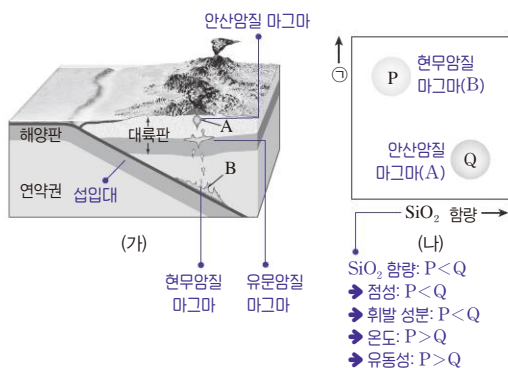 안산암질 마그마
해양판
대륙판
A
B
연약권
섭입대
(가)
현무암질
마그마
유문암질
마그마
㉠
P
현무암질
마그마(B)
안산암질
마그마(A)
Q
SiO₂ 함량
(나)
SiO₂ 함량: P<Q
➔ 점성: P<Q
➔ 휘발 성분: P<Q
➔ 온도: P>Q
➔ 유동성: P>Q